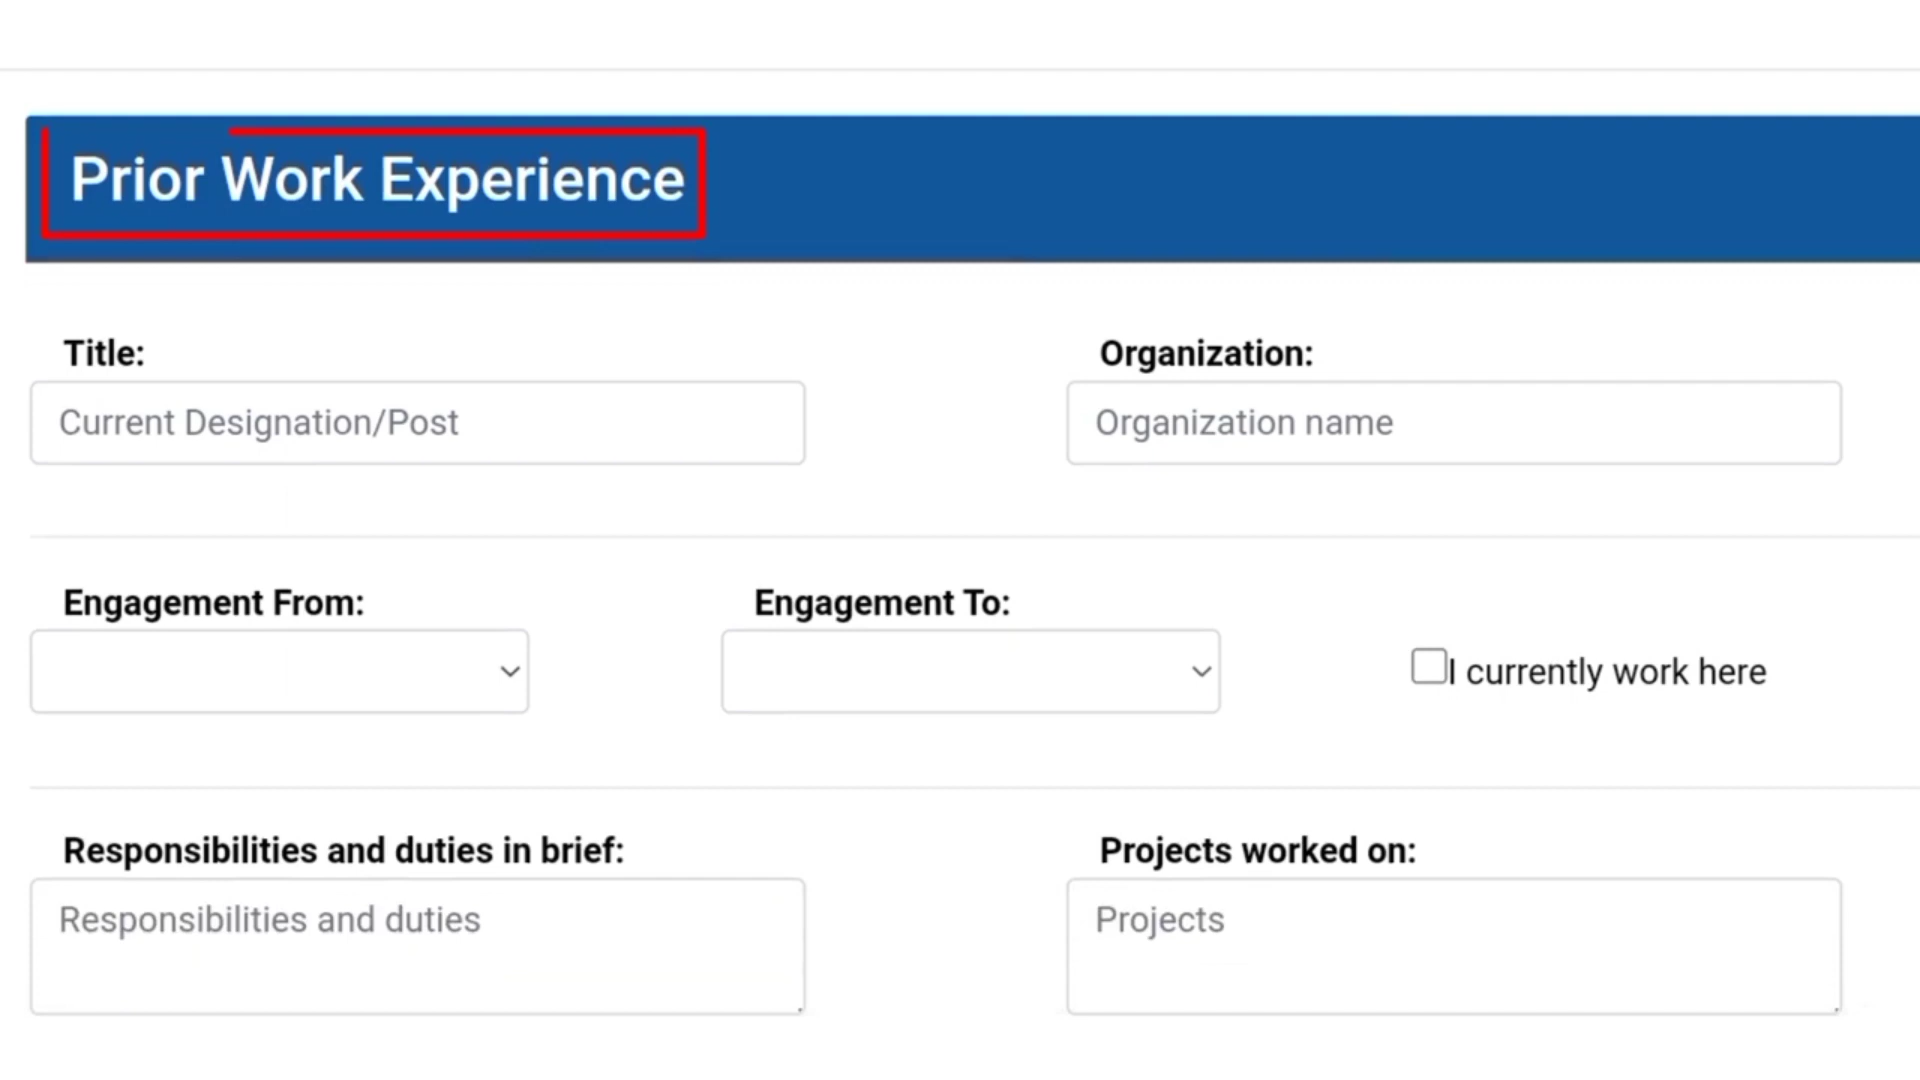 Prior Work Experience
Title:
Organization:
Current Designation/Post
Organization name
Engagement From:
Engagement To:
I currently work here
Responsibilities and duties in brief:
Projects worked on:
Responsibilities and duties
Projects